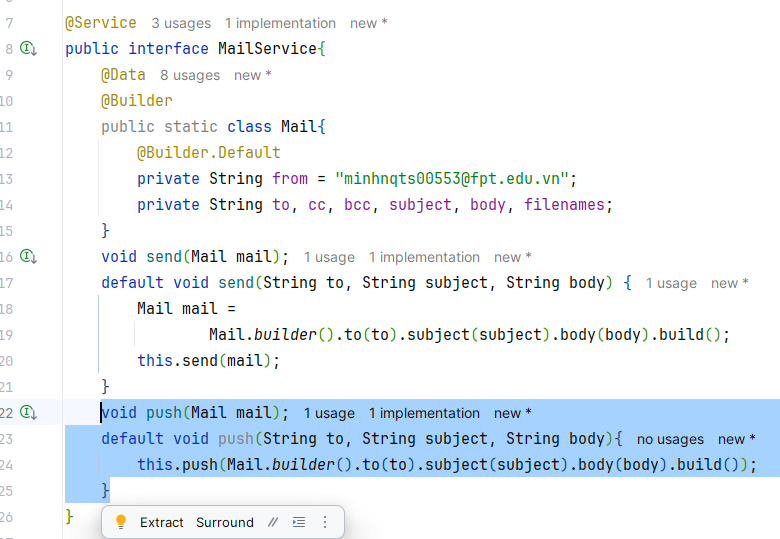 7 @Service 3 usages 1 implementation new *
8 public interface MailService{
9 @Data 8 usages new *
10 @Builder
11 public static class Mail{
12 @Builder.Default
13 private String from = "minhnqts00553@fpt.edu.vn";
14 private String to, cc, bcc, subject, body, filenames;
15 }
16 void send(Mail mail); 1 usage 1 implementation new *
17 default void send(String to, String subject, String body) { 1 usage new *
18 Mail mail =
19 Mail.builder().to(to).subject(subject).body(body).build();
20 this.send(mail);
21 }
22 void push(Mail mail); 1 usage 1 implementation new *
23 default void push(String to, String subject, String body){ no usages new *
24 this.push(Mail.builder().to(to).subject(subject).body(body).build());
25 }
26 }
Extract Surround //